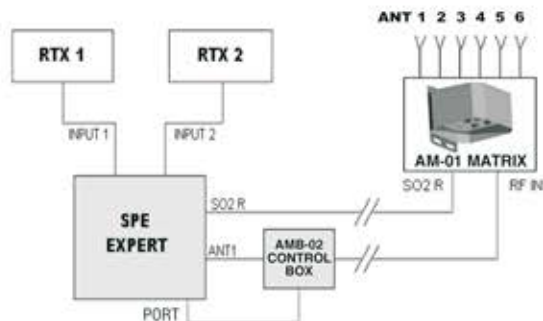 ANT 1 2 3 4 5 6
RTX 1
RTX 2
INPUT 1
INPUT 2
AM-01 MATRIX
SO2 R
RF IN
SPE
EXPERT
SO2 R
ANT1
AMB-02
CONTROL
BOX
PORT